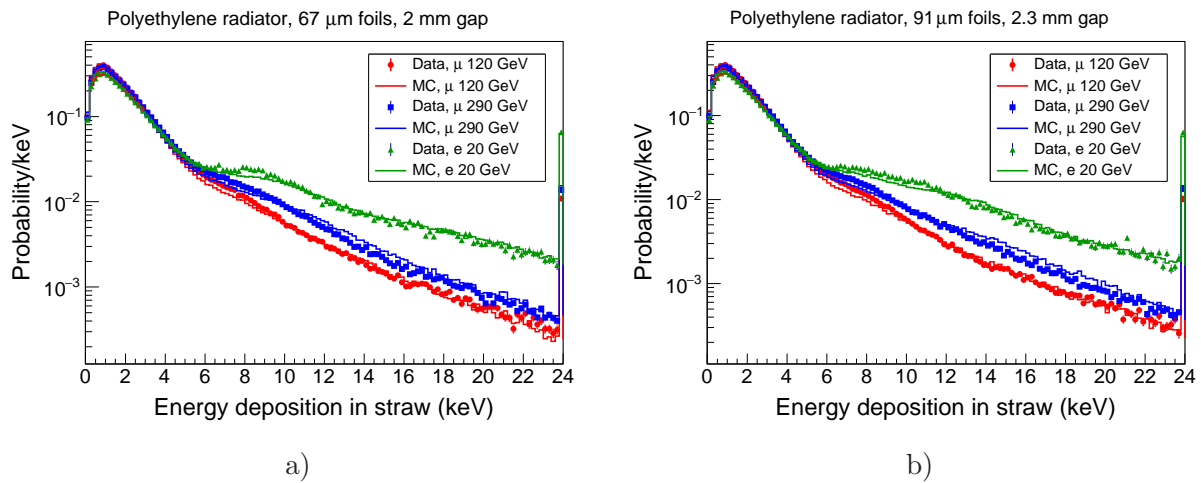 Polyethylene radiator, 67 μm foils, 2 mm gap
Probability/keV
10⁻¹
10⁻²
10⁻³
Data, μ 120 GeV
MC, μ 120 GeV
Data, μ 290 GeV
MC, μ 290 GeV
Data, e 20 GeV
MC, e 20 GeV
0 2 4 6 8 10 12 14 16 18 20 22 24
Energy deposition in straw (keV)
a)
Polyethylene radiator, 91 μm foils, 2.3 mm gap
Probability/keV
10⁻¹
10⁻²
10⁻³
Data, μ 120 GeV
MC, μ 120 GeV
Data, μ 290 GeV
MC, μ 290 GeV
Data, e 20 GeV
MC, e 20 GeV
0 2 4 6 8 10 12 14 16 18 20 22 24
Energy deposition in straw (keV)
b)